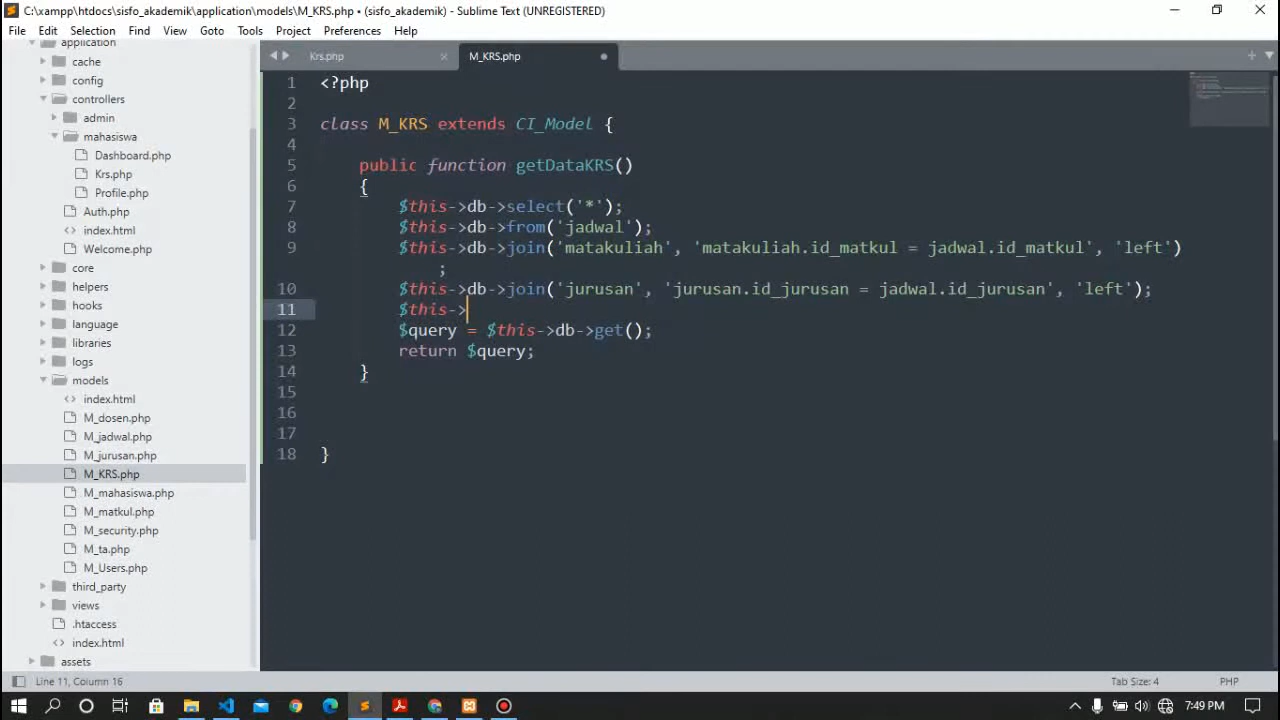 C:\xampp\htdocs\sisfo_akademik\application\models\M_KRS.php • (sisfo_akademik) - Sublime Text (UNREGISTERED)
File Edit Selection Find View Goto Tools Project Preferences Help
application
cache
config
controllers
admin
mahasiswa
Dashboard.php
Krs.php
Profile.php
Auth.php
index.html
Welcome.php
core
helpers
hooks
language
libraries
logs
models
index.html
M_dosen.php
M_jadwal.php
M_jurusan.php
M_KRS.php
M_mahasiswa.php
M_matkul.php
M_security.php
M_ta.php
M_Users.php
third_party
views
.htaccess
index.html
assets
Krs.php M_KRS.php
1 <?php
2
3 class M_KRS extends CI_Model {
4
5 public function getDataKRS()
6 {
7 $this->db->select('*');
8 $this->db->from('jadwal');
9 $this->db->join('matakuliah', 'matakuliah.id_matkul = jadwal.id_matkul', 'left')
;
10 $this->db->join('jurusan', 'jurusan.id_jurusan = jadwal.id_jurusan', 'left');
11 $this->
12 $query = $this->db->get();
13 return $query;
14 }
15
16
17
18 }
Line 11, Column 16 Tab Size: 4 PHP
7:49 PM